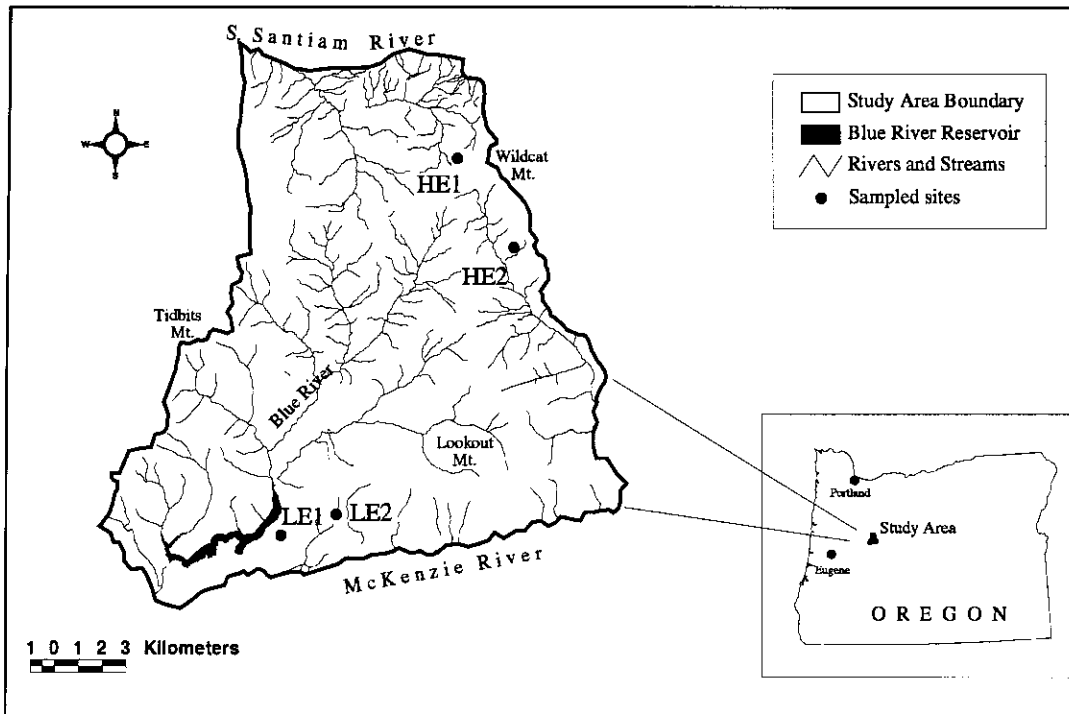 S. Santiam River
N
W E
S
Wildcat
Mt.
HE1
HE2
Tidbits
Mt.
Blue River
Lookout
Mt.
LE1
LE2
McKenzie River
1 0 1 2 3 Kilometers
Study Area Boundary
Blue River Reservoir
Rivers and Streams
Sampled sites
Portland
Study Area
Eugene
OREGON